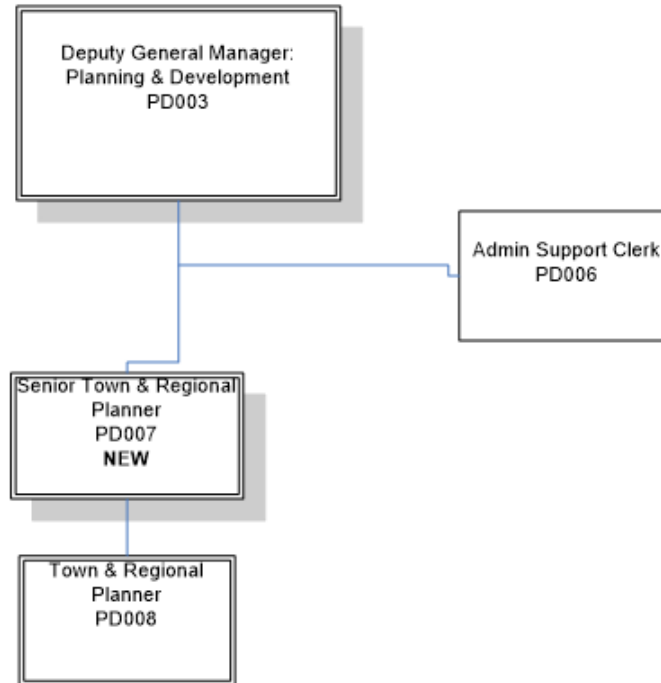 Deputy General Manager:
Planning & Development
PD003
Admin Support Clerk
PD006
Senior Town & Regional
Planner
PD007
NEW
Town & Regional
Planner
PD008